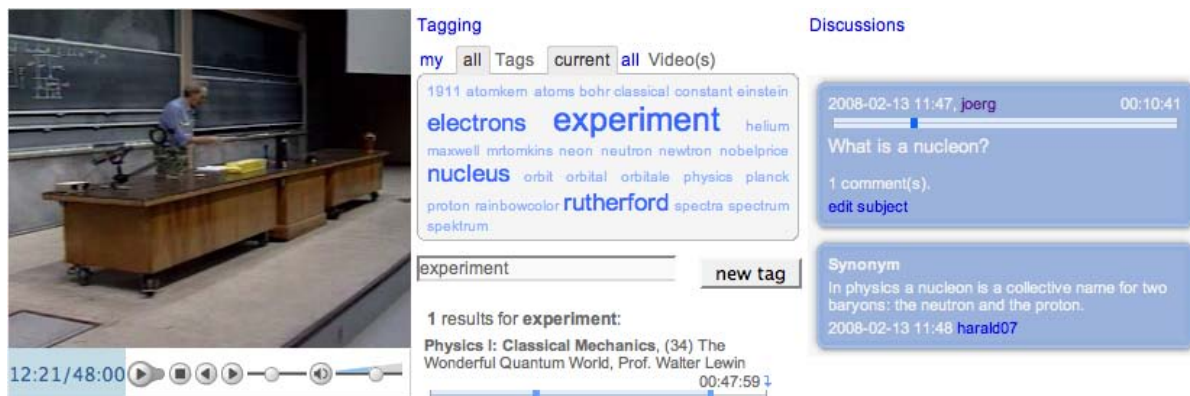 12:21/48:00
Tagging
my all Tags current all Video(s)
1911 atomkern atoms bohr classical constant einstein
electrons experiment helium
maxwell mrtomkins neon neutron newtron nobelprice
nucleus orbit orbital orbitale physics planck
proton rainbowcolor rutherford spectra spectrum
spektrum
experiment
new tag
1 results for experiment:
Physics I: Classical Mechanics, (34) The
Wonderful Quantum World, Prof. Walter Lewin
00:47:59
Discussions
2008-02-13 11:47, joerg 00:10:41
What is a nucleon?
1 comment(s).
edit subject
Synonym
In physics a nucleon is a collective name for two
baryons: the neutron and the proton.
2008-02-13 11:48 harald07